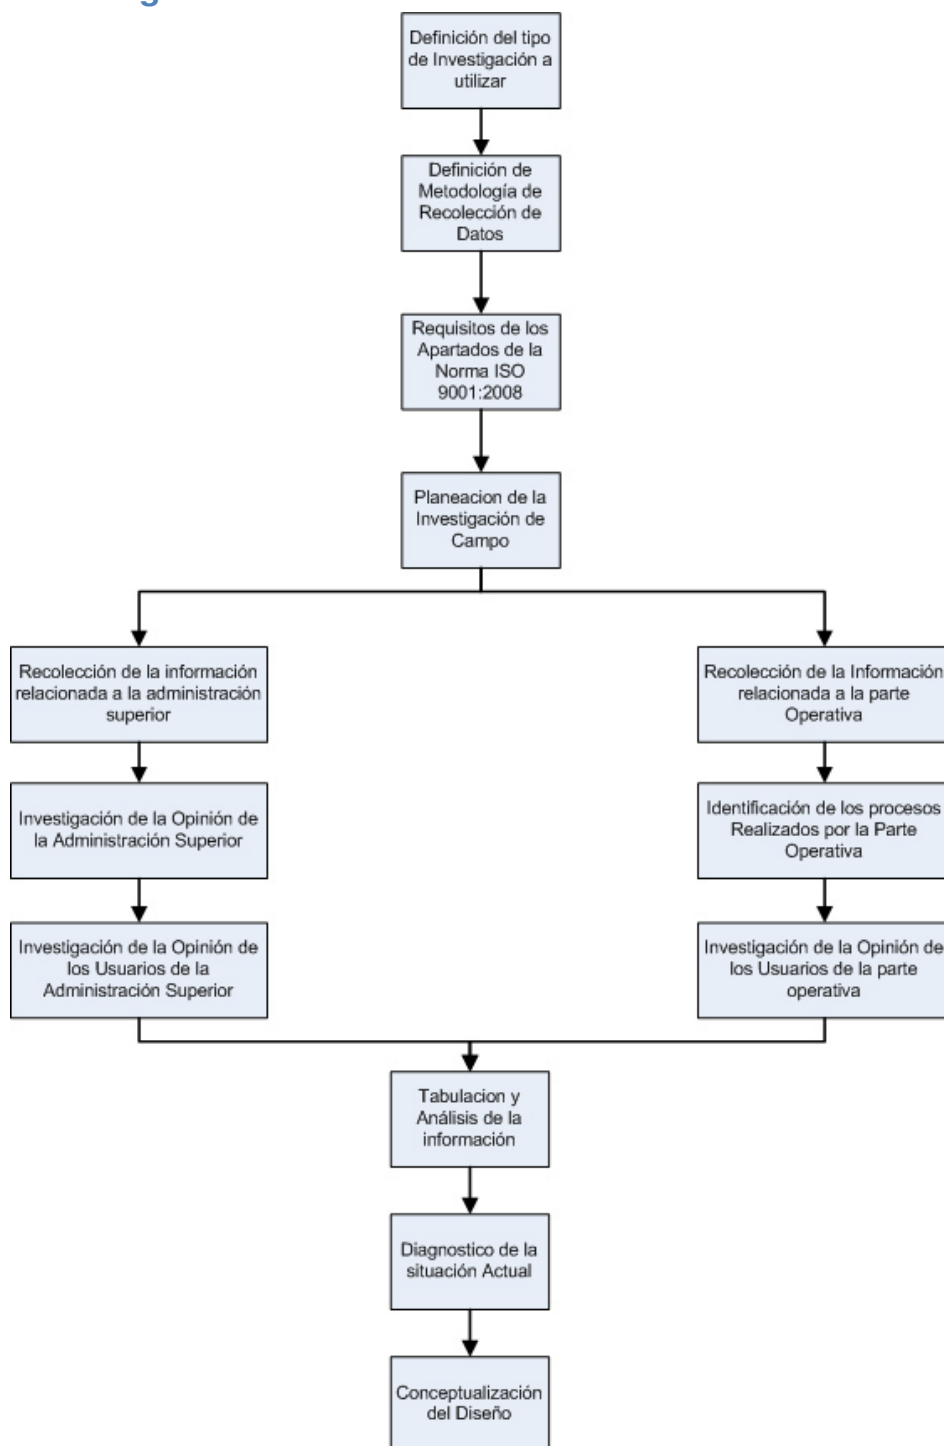 Definición del tipo
de Investigación a
utilizar
Definición de
Metodología de
Recolección de
Datos
Requisitos de los
Apartados de la
Norma ISO
9001:2008
Planeacion de la
Investigación de
Campo
Recolección de la información
relacionada a la administración
superior
Investigación de la Opinión de
la Administración Superior
Investigación de la Opinión de
los Usuarios de la
Administración Superior
Recolección de la Información
relacionada a la parte
Operativa
Identificación de los procesos
Realizados por la Parte
Operativa
Investigación de la Opinión de
los Usuarios de la parte
operativa
Tabulacion y
Análisis de la
información
Diagnostico de la
situación Actual
Conceptualización
del Diseño